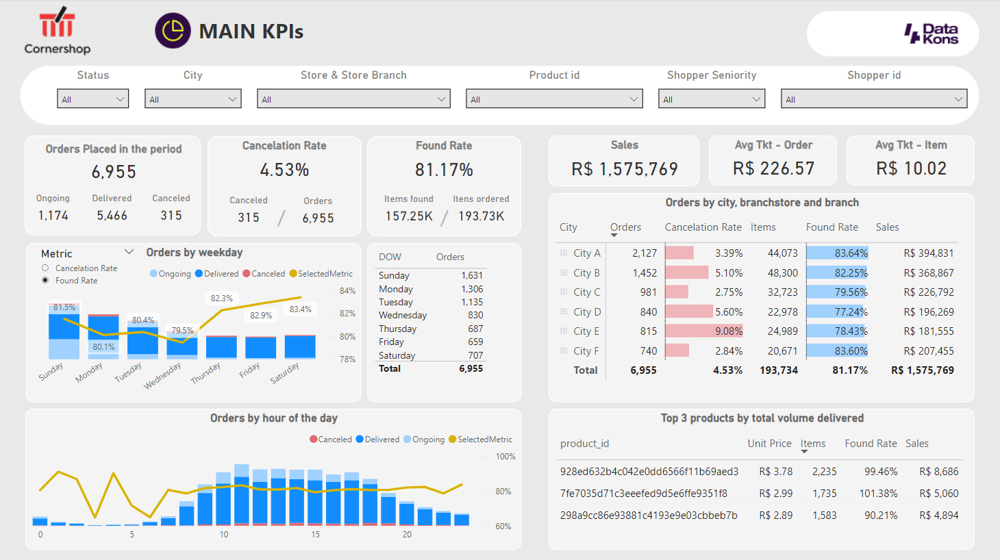 Cornershop
MAIN KPIs
Data
Kons
Status City Store & Store Branch Product id Shopper Seniority Shopper id
All All All All All All
Orders Placed in the period
6,955
Ongoing Delivered Canceled
1,174 5,466 315
Cancelation Rate
4.53%
Canceled Orders
315 / 6,955
Found Rate
81.17%
Items found Itens ordered
157.25K / 193.73K
Sales
R$ 1,575,769
Avg Tkt - Order
R$ 226.57
Avg Tkt - Item
R$ 10.02
Metric
Cancelation Rate
Found Rate
Orders by weekday
Ongoing Delivered Canceled SelectedMetric
84%
82%
80%
78%
81.5%
80.1%
80.4%
79.5%
82.3%
82.9%
83.4%
Sunday Monday Tuesday Wednesday Thursday Friday Saturday
DOW Orders
Sunday 1,631
Monday 1,306
Tuesday 1,135
Wednesday 830
Thursday 687
Friday 659
Saturday 707
Total 6,955
Orders by city, branchstore and branch
City Orders Cancelation Rate Items Found Rate Sales
City A 2,127 3.39% 44,073 83.64% R$ 394,831
City B 1,452 5.10% 48,300 82.25% R$ 368,867
City C 981 2.75% 32,723 79.56% R$ 226,792
City D 840 5.60% 22,978 77.24% R$ 196,269
City E 815 9.08% 24,989 78.43% R$ 181,555
City F 740 2.84% 20,671 83.60% R$ 207,455
Total 6,955 4.53% 193,734 81.17% R$ 1,575,769
Orders by hour of the day
Canceled Delivered Ongoing SelectedMetric
100%
80%
60%
0 5 10 15 20
Top 3 products by total volume delivered
product_id Unit Price Items Found Rate Sales
928ed632b4c042e0dd6566f11b69aed3 R$ 3.78 2,235 99.46% R$ 8,686
7fe7035d71c3eeefed9d5e6ffe9351f8 R$ 2.99 1,735 101.38% R$ 5,060
298a9cc86e93881c4193e9e03cbbeb7b R$ 2.89 1,583 90.21% R$ 4,894